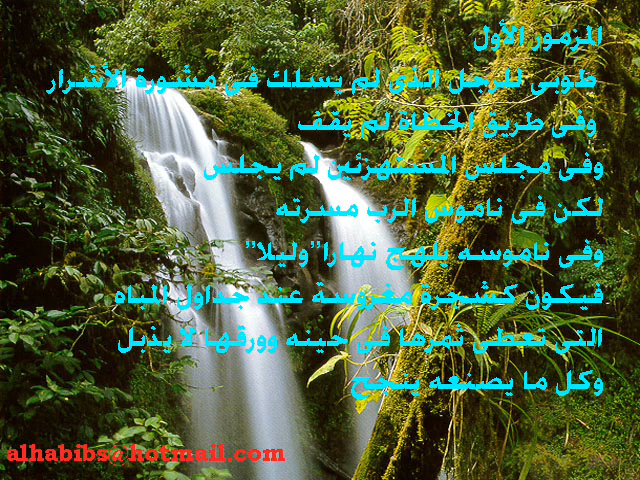 المزمور الأول
طوبى للرجل الذى لم يسلك فى مشورة الأشرار
وفى طريق الخطاة لم يقف
وفى مجلس المستهزئين لم يجلس
لكن فى ناموس الرب مسرته
وفى ناموسه يلهج نهارا"وليلا"
فيكون كشجرة مغروسة عند جداول المياه
التى تعطى ثمرها فى حينه وورقها لا يذبل
وكل ما يصنعه ينجح
alhabibs@hotmail.com